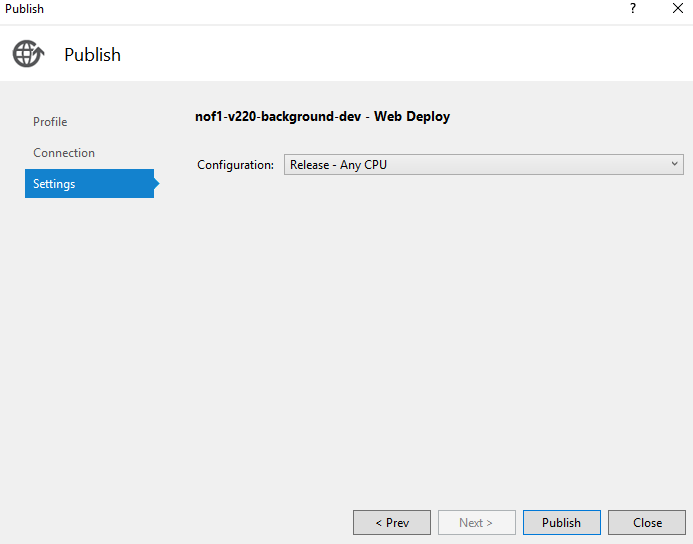 Publish
?
Publish
Profile
Connection
Settings
nof1-v220-background-dev - Web Deploy
Configuration: Release - Any CPU
< Prev Next > Publish Close